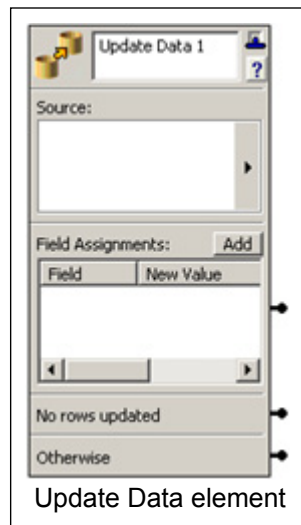 Update Data 1
?
Source:
Field Assignments: Add
Field New Value
No rows updated
Otherwise
Update Data element